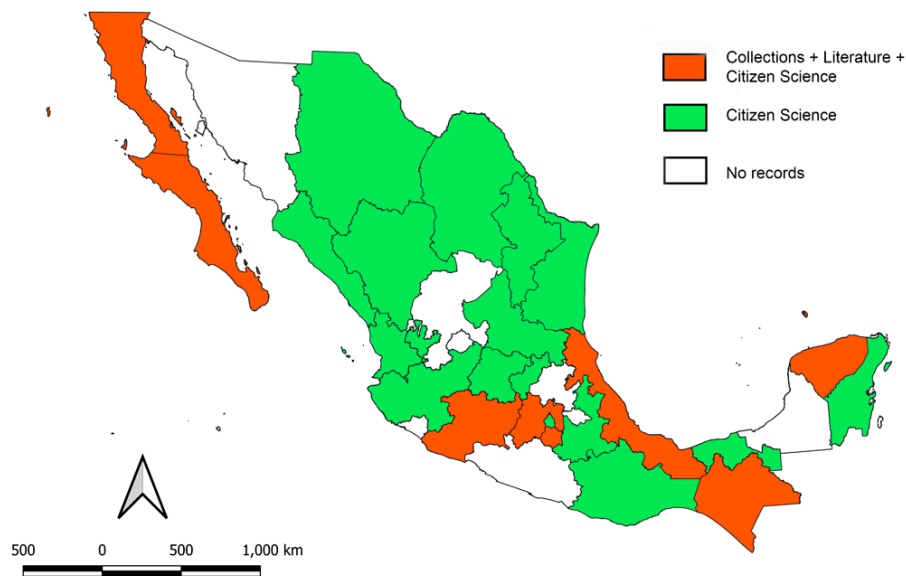 Collections + Literature +
Citizen Science
Citizen Science
No records
500 0 500 1,000 km